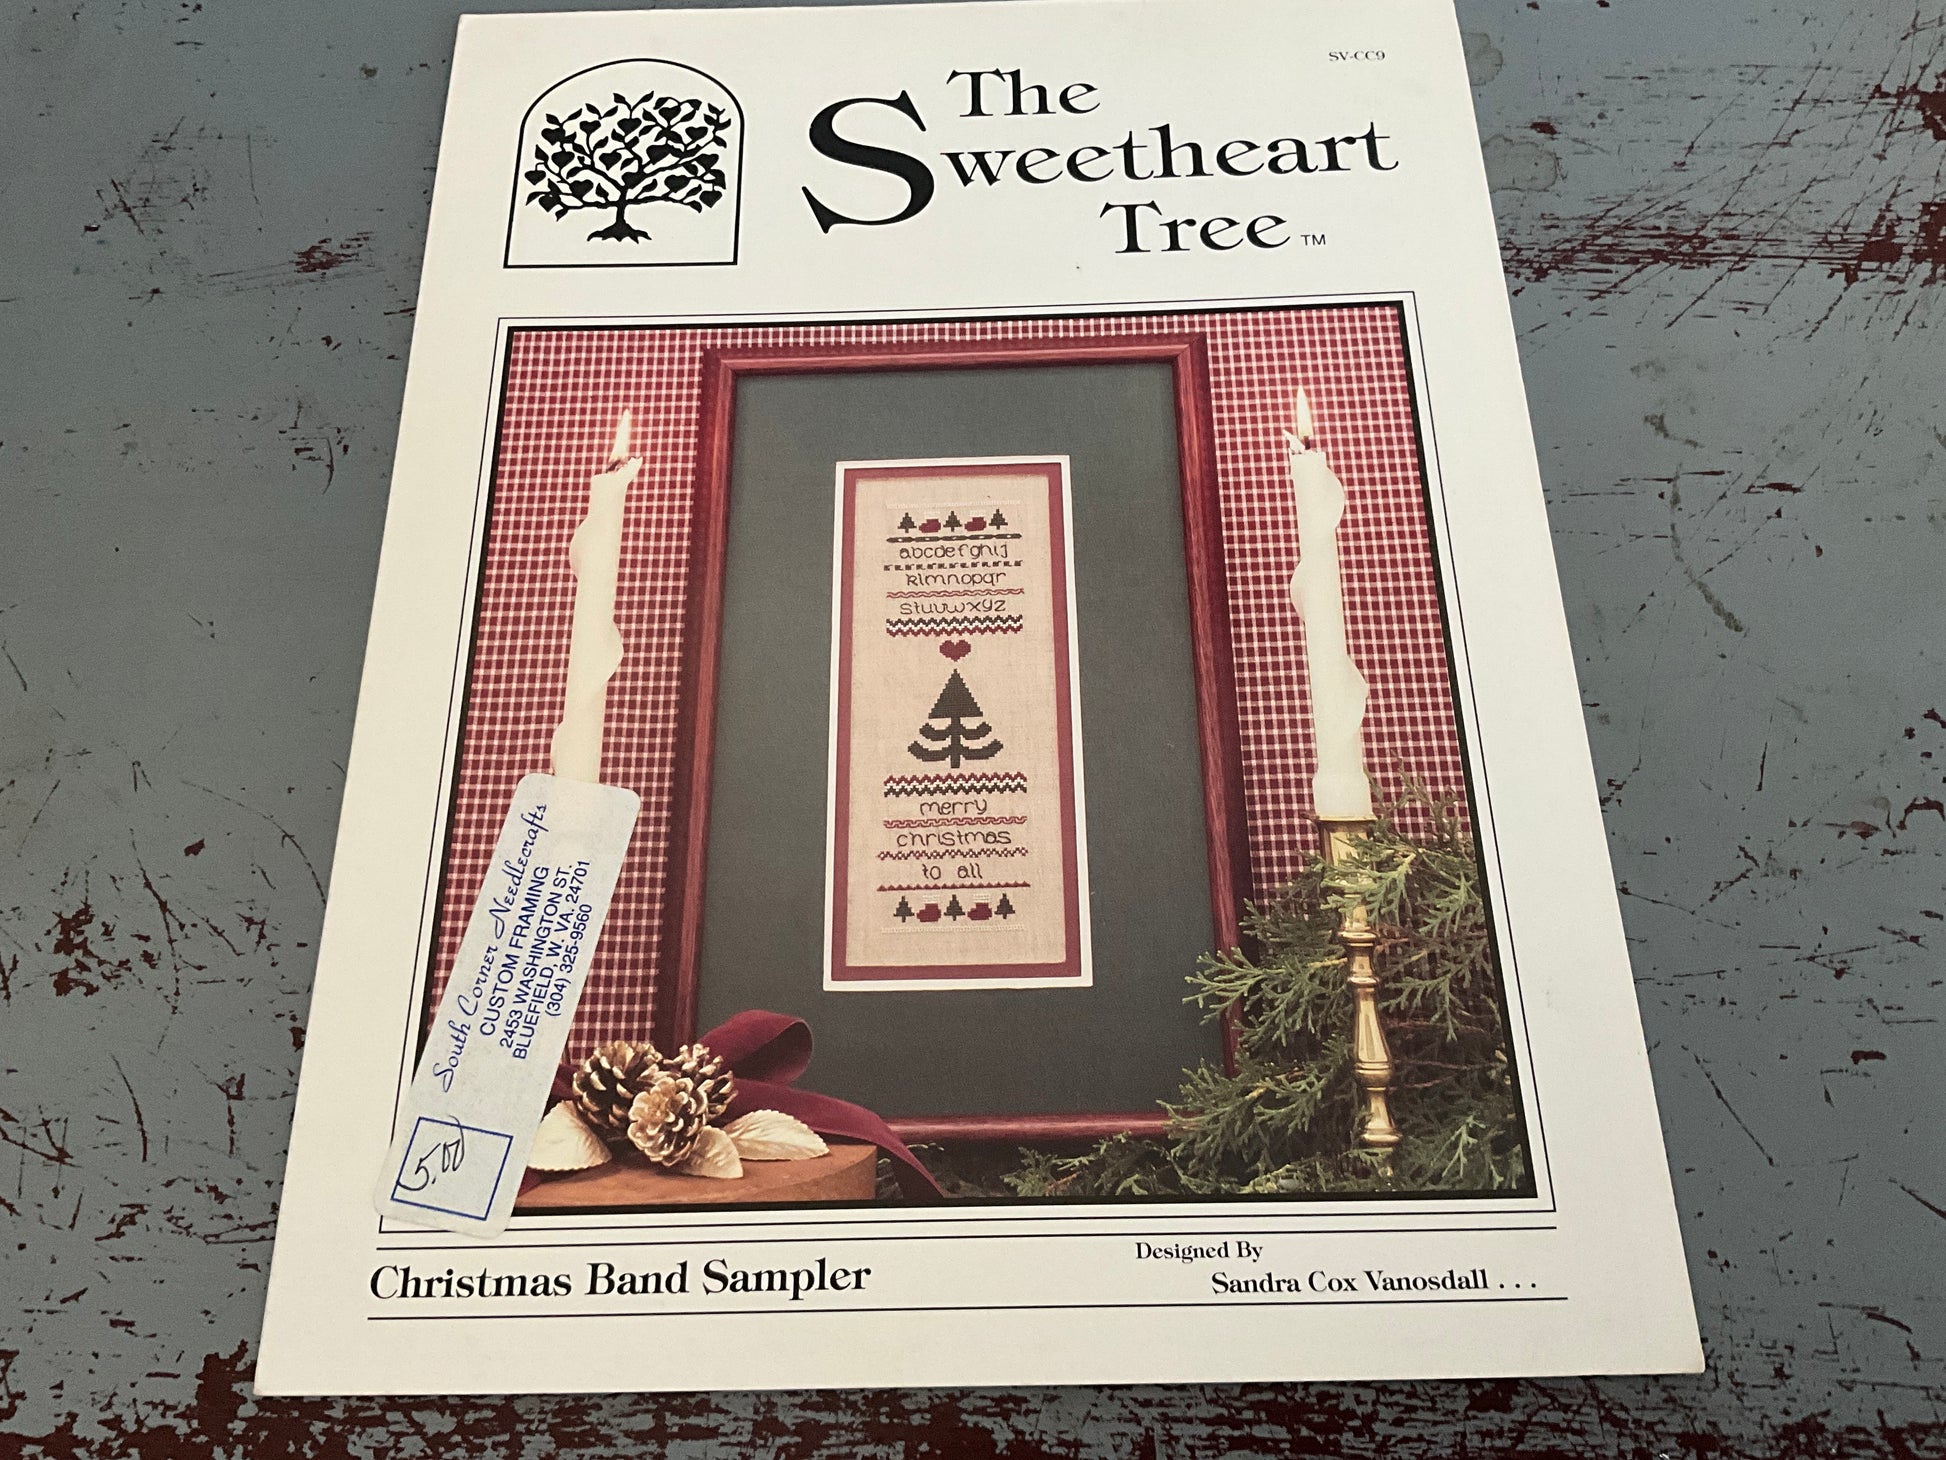 SV-CC9
The
Sweetheart
Tree TM
abcdefghij
klmnopqr
stuvwxyz
merry
christmas
to all
South Corner Needlecrafts
CUSTOM FRAMING
2453 WASHINGTON ST.
BLUEFIELD, W. VA. 24701
(304) 325-9560
5.00
Christmas Band Sampler
Designed By
Sandra Cox Vanosdall . . .